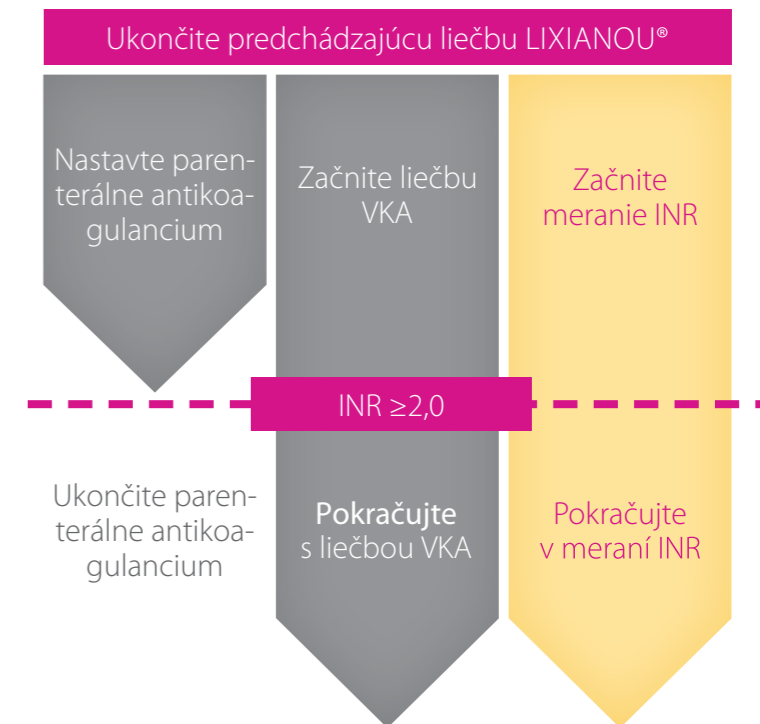 Ukončite predchádzajúcu liečbu LIXIANOU®
Nastavte paren-
terálne antikoa-
gulancium
Začnite liečbu
VKA
Začnite
meranie INR
INR ≥2,0
Ukončite paren-
terálne antikoa-
gulancium
Pokračujte
s liečbou VKA
Pokračujte
v meraní INR